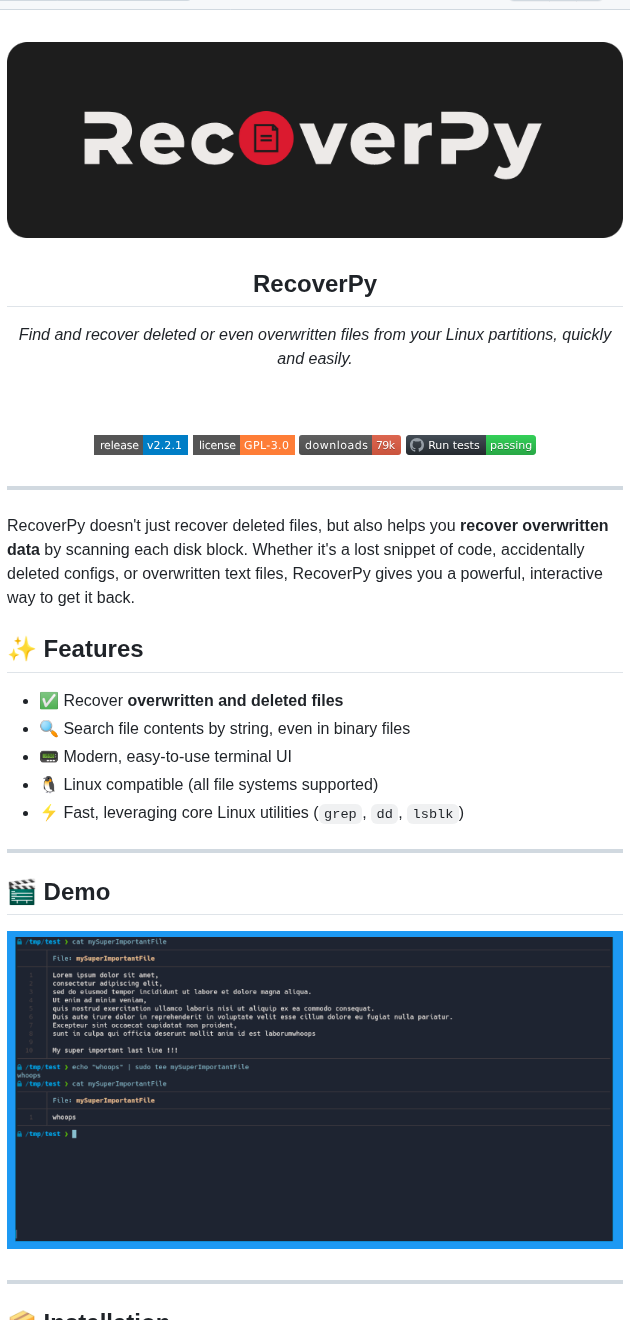 RecoverPy
RecoverPy
Find and recover deleted or even overwritten files from your Linux partitions, quickly
and easily.
release v2.2.1 license GPL-3.0 downloads 79k Run tests passing
RecoverPy doesn't just recover deleted files, but also helps you recover overwritten
data by scanning each disk block. Whether it's a lost snippet of code, accidentally
deleted configs, or overwritten text files, RecoverPy gives you a powerful, interactive
way to get it back.
✨ Features
✅ Recover overwritten and deleted files
🔍 Search file contents by string, even in binary files
📟 Modern, easy-to-use terminal UI
🐧 Linux compatible (all file systems supported)
⚡ Fast, leveraging core Linux utilities (grep, dd, lsblk)
🎬 Demo
/tmp/test ❯ cat mySuperImportantFile
File: mySuperImportantFile
1 Lorem ipsum dolor sit amet,
2 consectetur adipiscing elit,
3 sed do eiusmod tempor incididunt ut labore et dolore magna aliqua.
4 Ut enim ad minim veniam,
5 quis nostrud exercitation ullamco laboris nisi ut aliquip ex ea commodo consequat.
6 Duis aute irure dolor in reprehenderit in voluptate velit esse cillum dolore eu fugiat nulla pariatur.
7 Excepteur sint occaecat cupidatat non proident,
8 sunt in culpa qui officia deserunt mollit anim id est laborumwhoops
9
10 My super important last line !!!
/tmp/test ❯ echo "whoops" | sudo tee mySuperImportantFile
whoops
/tmp/test ❯ cat mySuperImportantFile
File: mySuperImportantFile
1 whoops
/tmp/test ❯
📦 Installation